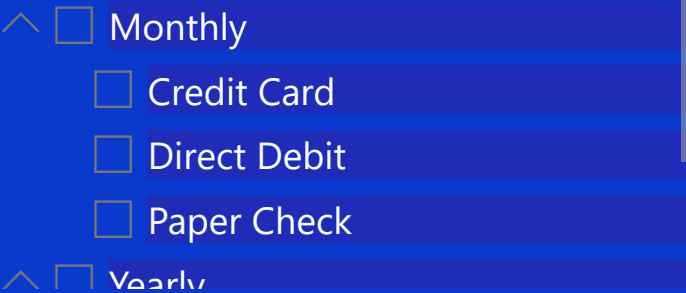 Monthly
Credit Card
Direct Debit
Paper Check
Yearly